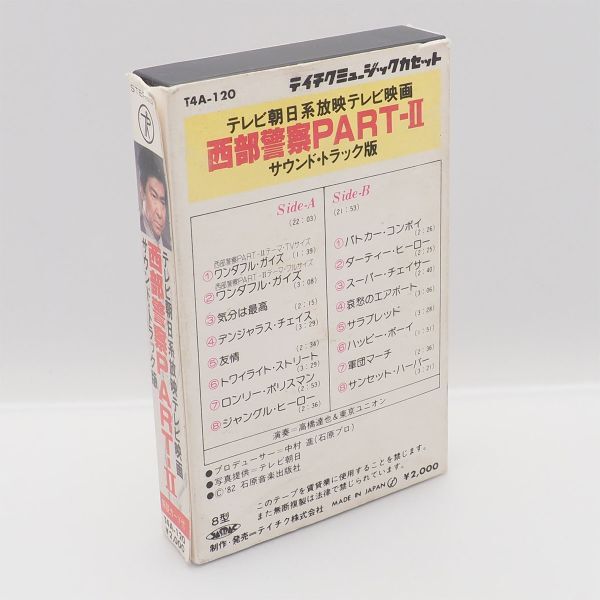 テイチクミュージックカセット
T4A-120
テレビ朝日系放映テレビ映画
西部警察PART-II
サウンド・トラック版
Side-A
(22:03)
西部警察PART-IIテーマ・TVサイズ
①ワンダフル・ガイズ (1:39)
西部警察PART-IIテーマ・フルサイズ
②ワンダフル・ガイズ (3:08)
③気分は最高 (2:15)
④デンジャラス・チェイス (3:29)
⑤友情 (2:34)
⑥トワイライト・ストリート (3:29)
⑦ロンリー・ポリスマン (2:53)
⑧ジャングル・ヒーロー (2:36)
Side-B
(21:53)
①パトカー・コンボイ (2:26)
②ダーティー・ヒーロー (2:25)
③スーパー・チェイサー (2:40)
④哀愁のエアポート (3:06)
⑤サラブレッド (3:28)
⑥ハッピー・ボーイ (1:51)
⑦軍団マーチ (2:36)
⑧サンセット・ハーバー (3:21)
演奏=高橋達也&東京ユニオン
●プロデューサー=中村 進(石原プロ)
●写真提供=テレビ朝日
●©'82 石原音楽出版社
8型
このテープを賃貸業に使用することを禁じます。
また無断複製は法律で禁じられています。
制作・発売元ーテイチク株式会社
MADE IN JAPAN
¥2,000
テレビ朝日系放映テレビ映画
西部警察PART-II
サウンド・トラック版
T4A-120
¥2,000